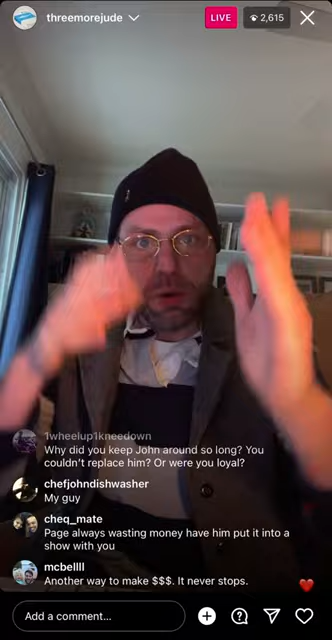 threemorejude
LIVE
2,615
1wheelup1kneedown
Why did you keep John around so long? You
couldn't replace him? Or were you loyal?
chefjohndishwasher
My guy
cheq_mate
Page always wasting money have him put it into a
show with you
mcbellll
Another way to make $$$. It never stops.
Add a comment...